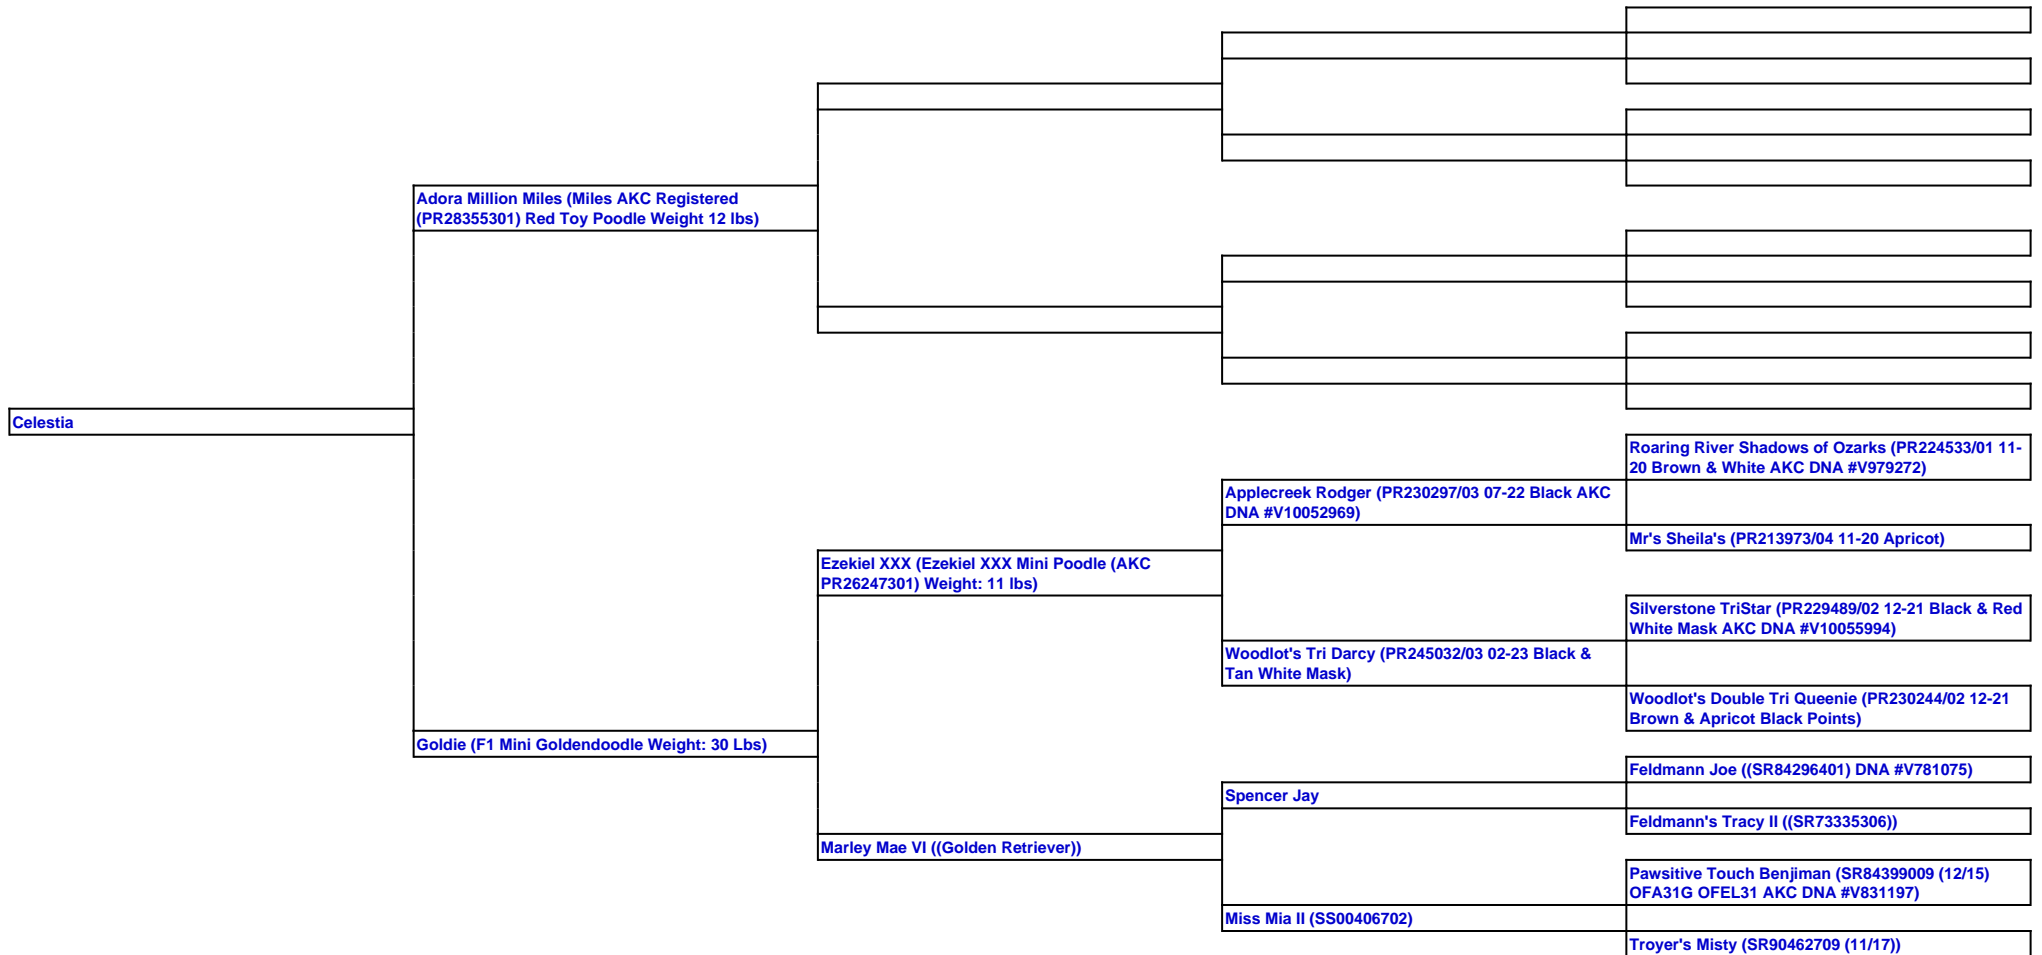 Adora Million Miles (Miles AKC Registered
(PR28355301) Red Toy Poodle Weight 12 lbs)
Celestia
Roaring River Shadows of Ozarks (PR224533/01 11-
20 Brown & White AKC DNA #V979272)
Applecreek Rodger (PR230297/03 07-22 Black AKC
DNA #V10052969)
Mr's Sheila's (PR213973/04 11-20 Apricot)
Ezekiel XXX (Ezekiel XXX Mini Poodle (AKC
PR26247301) Weight: 11 lbs)
Silverstone TriStar (PR229489/02 12-21 Black & Red
White Mask AKC DNA #V10055994)
Woodlot's Tri Darcy (PR245032/03 02-23 Black &
Tan White Mask)
Woodlot's Double Tri Queenie (PR230244/02 12-21
Brown & Apricot Black Points)
Goldie (F1 Mini Goldendoodle Weight: 30 Lbs)
Feldmann Joe ((SR84296401) DNA #V781075)
Spencer Jay
Feldmann's Tracy II ((SR73335306))
Marley Mae VI ((Golden Retriever))
Pawsitive Touch Benjiman (SR84399009 (12/15)
OFA31G OFEL31 AKC DNA #V831197)
Miss Mia II (SS00406702)
Troyer's Misty (SR90462709 (11/17))